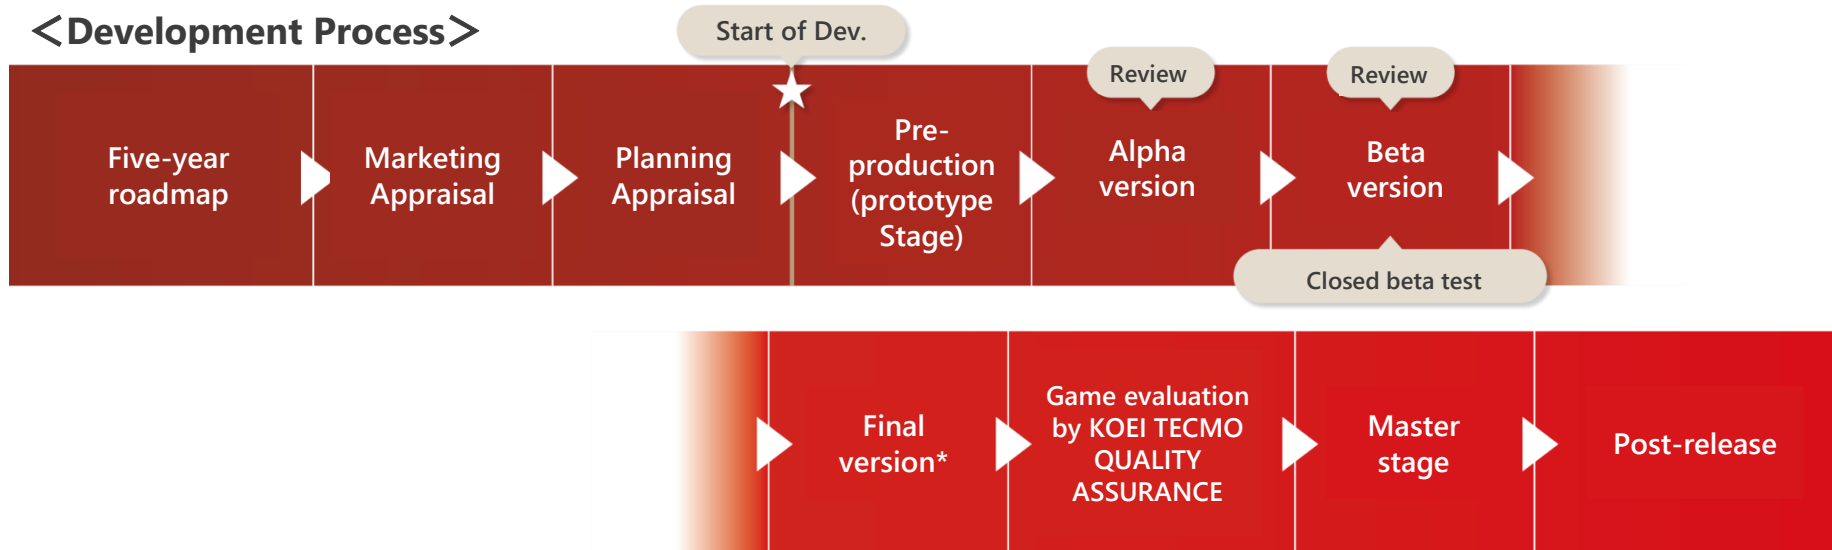 ＜Development Process＞
Start of Dev.
Review
Review
Five-year
roadmap
Marketing
Appraisal
Planning
Appraisal
Pre-
production
(prototype
Stage)
Alpha
version
Beta
version
Closed beta test
Final
version*
Game evaluation
by KOEI TECMO
QUALITY
ASSURANCE
Master
stage
Post-release